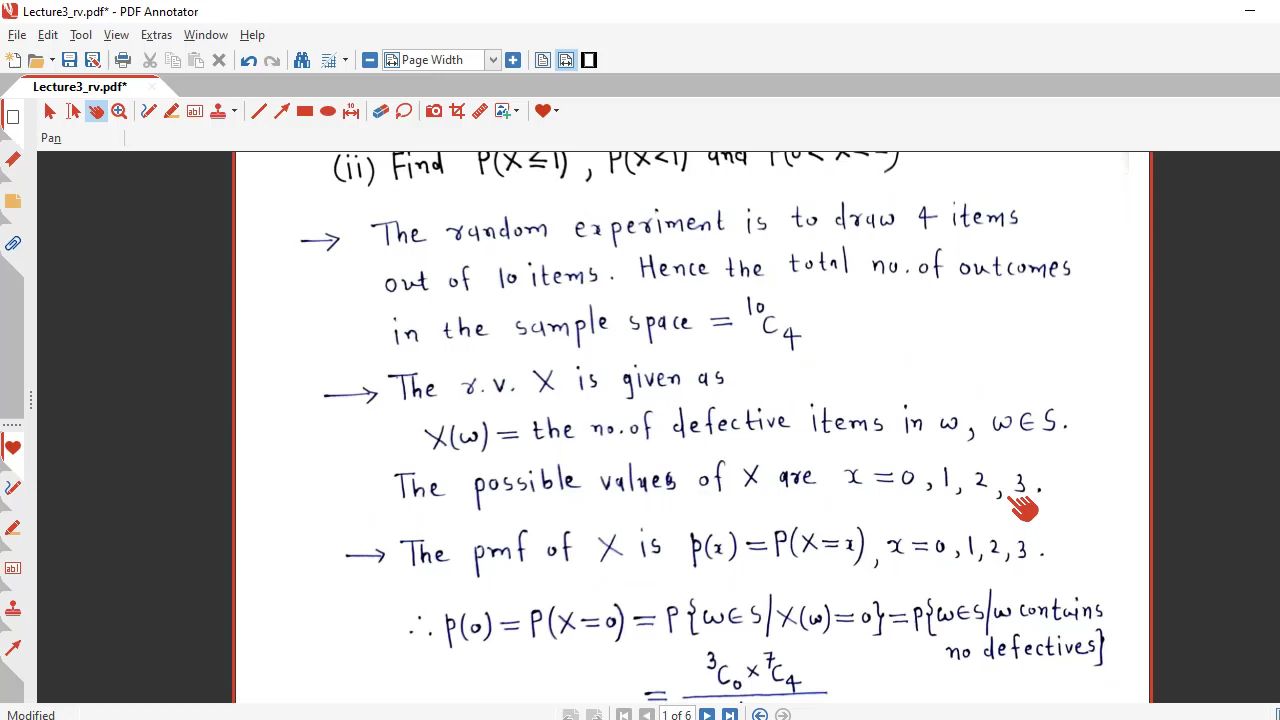 Lecture3_rv.pdf* - PDF Annotator
File Edit Tool View Extras Window Help
Page Width
Lecture3_rv.pdf*
Pan
(ii) Find P(X≤1), P(X<1) and
→ The random experiment is to draw 4 items
out of 10 items. Hence the total no. of outcomes
in the sample space = ¹⁰C₄
→ The r.v. X is given as
X(ω) = the no. of defective items in ω, ω∈S.
The possible values of X are x = 0, 1, 2, 3.
→ The pmf of X is p(x) = P(X=x), x = 0, 1, 2, 3.
∴ p(0) = P(X=0) = P{ω∈S/X(ω)=0} = P{ω∈S/ω contains
no defectives}
= ³C₀ × ⁷C₄
Modified 1 of 6